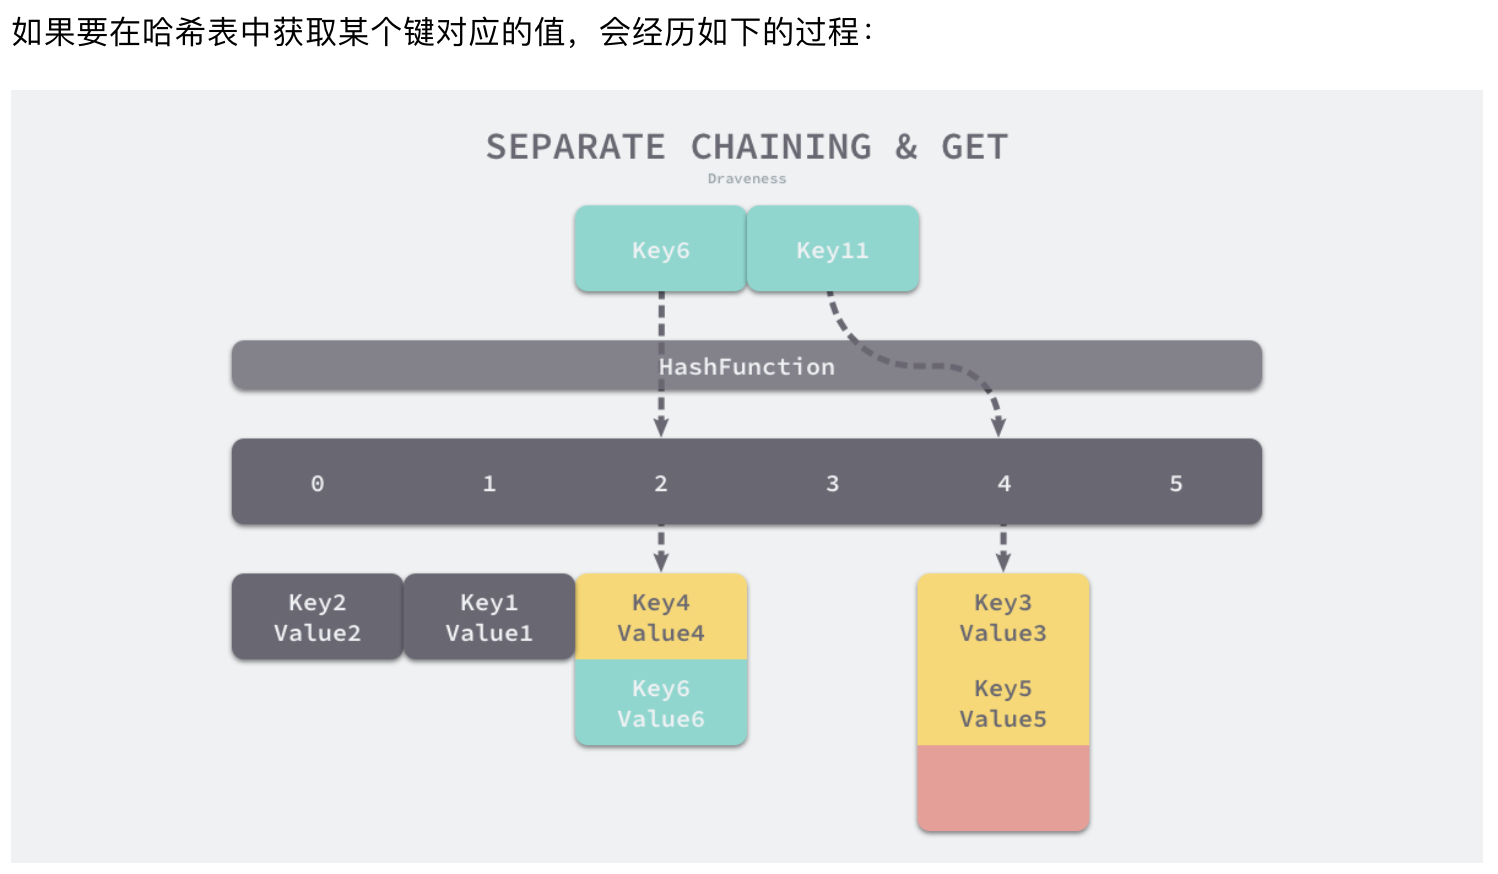 如果要在哈希表中获取某个键对应的值，会经历如下的过程：
SEPARATE CHAINING & GET
Draveness
Key6 Key11
HashFunction
0 1 2 3 4 5
Key2 Key1 Key4 Key3
Value2 Value1 Value4 Value3
Key6 Key5
Value6 Value5